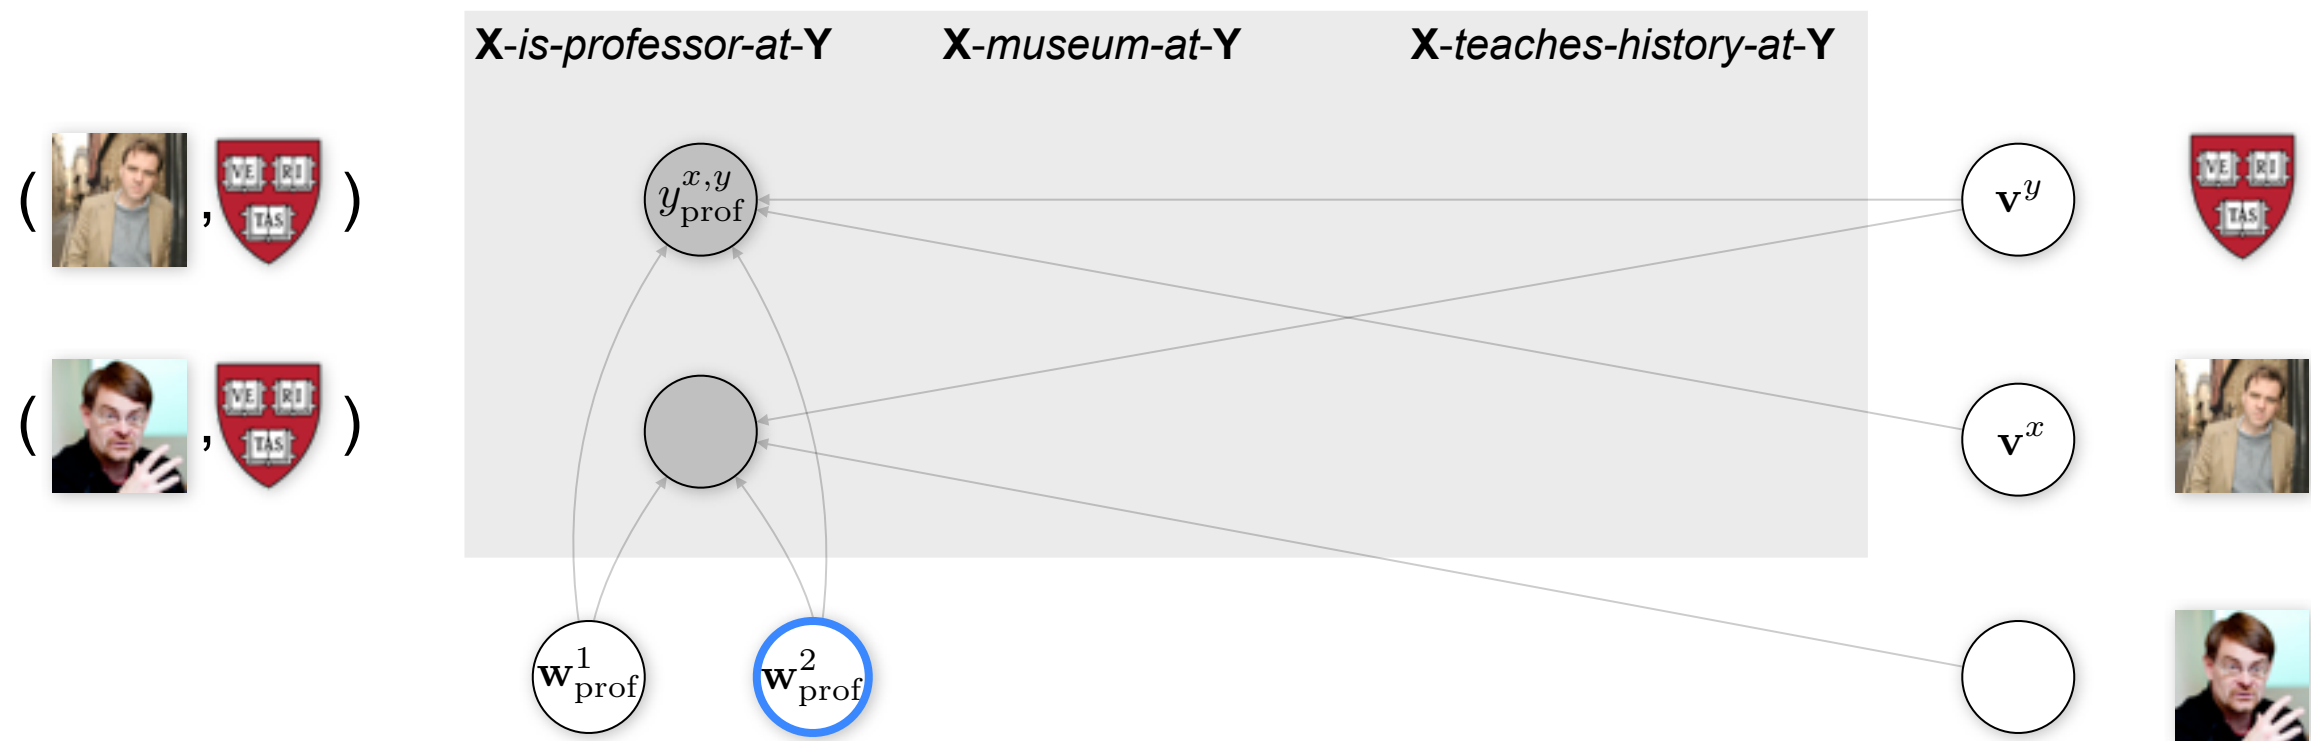 X-is-professor-at-Y X-museum-at-Y X-teaches-history-at-Y
( VE RI TAS , ) y^{x,y}_{prof} v^y VE RI TAS
( VE RI TAS , ) v^x
w^1_{prof} w^2_{prof}